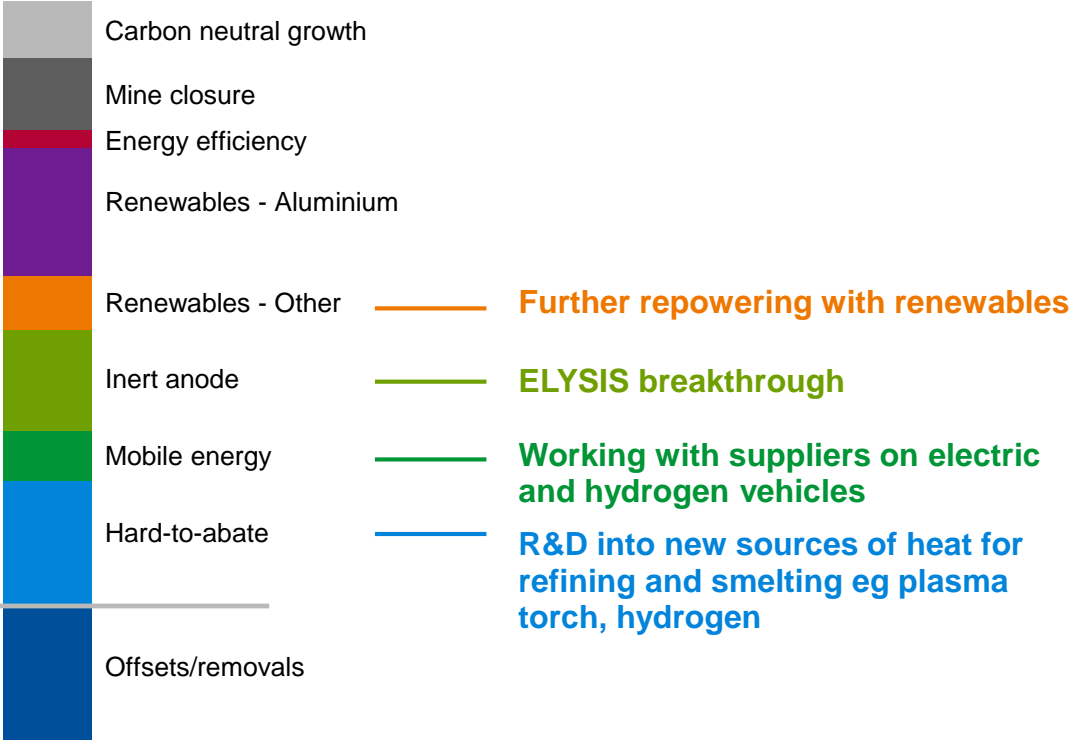 Carbon neutral growth
Mine closure
Energy efficiency
Renewables - Aluminium
Renewables - Other
Further repowering with renewables
Inert anode
ELYSIS breakthrough
Mobile energy
Working with suppliers on electric
and hydrogen vehicles
Hard-to-abate
R&D into new sources of heat for
refining and smelting eg plasma
torch, hydrogen
Offsets/removals